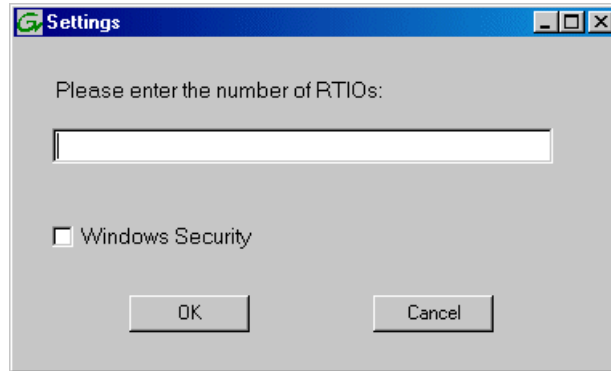 Settings
Please enter the number of RTIOs:
Windows Security
OK
Cancel